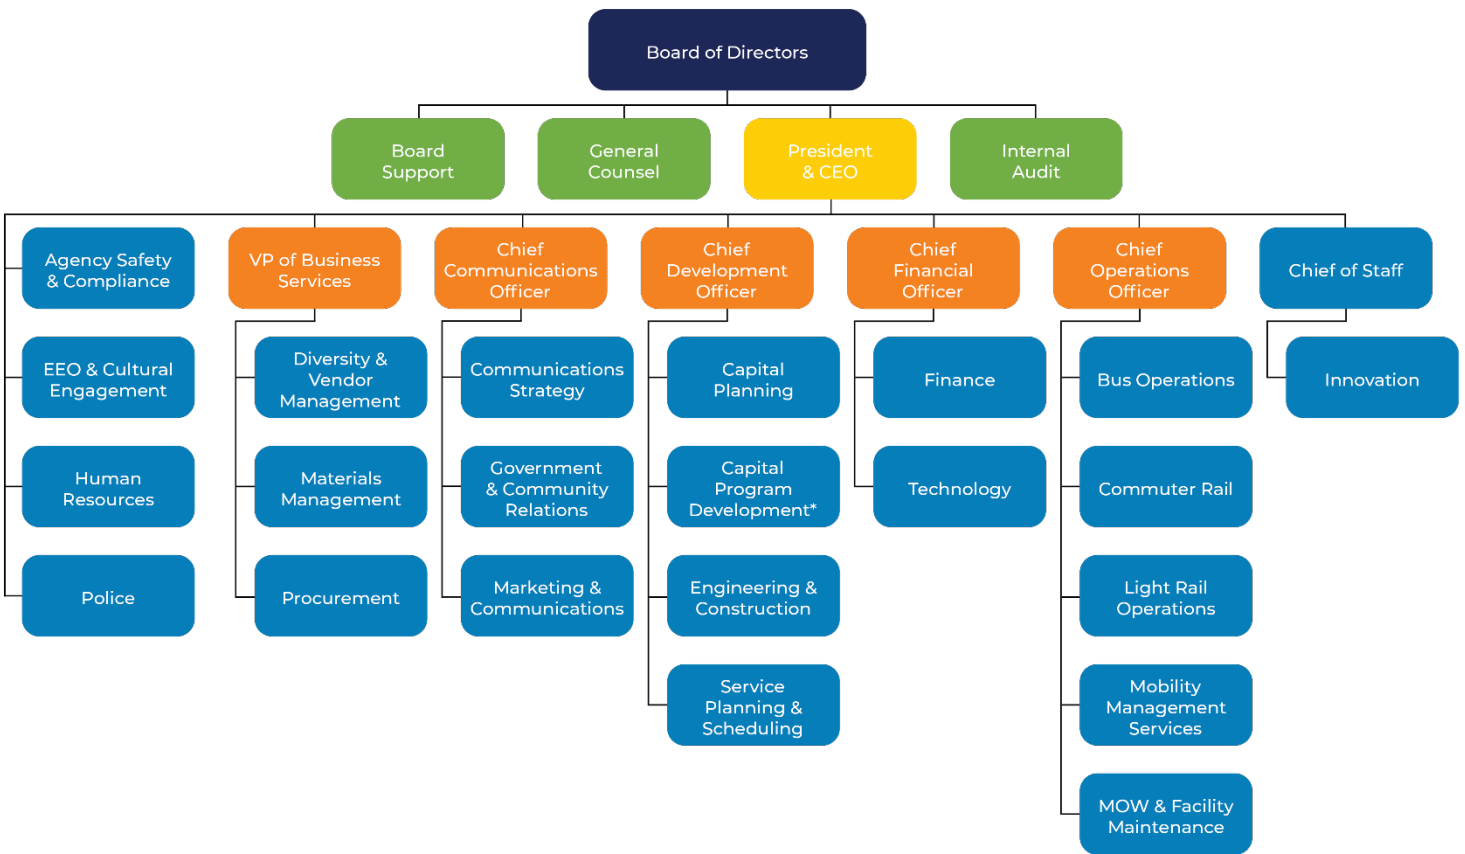 Board of Directors
Board
Support
General
Counsel
President
& CEO
Internal
Audit
Agency Safety
& Compliance
EEO & Cultural
Engagement
Human
Resources
Police
VP of Business
Services
Diversity &
Vendor
Management
Materials
Management
Procurement
Chief
Communications
Officer
Communications
Strategy
Government
& Community
Relations
Marketing &
Communications
Chief
Development
Officer
Capital
Planning
Capital
Program
Development*
Engineering &
Construction
Service
Planning &
Scheduling
Chief
Financial
Officer
Finance
Technology
Chief
Operations
Officer
Bus Operations
Commuter Rail
Light Rail
Operations
Mobility
Management
Services
MOW & Facility
Maintenance
Chief of Staff
Innovation